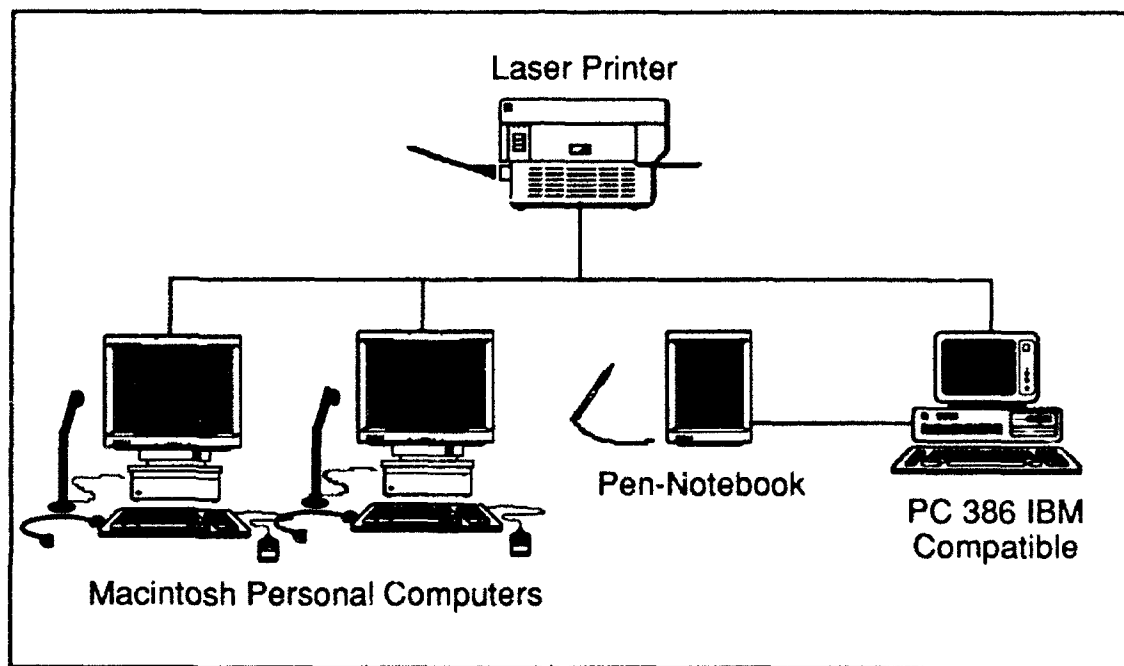 Laser Printer
Pen-Notebook
PC 386 IBM
Compatible
Macintosh Personal Computers